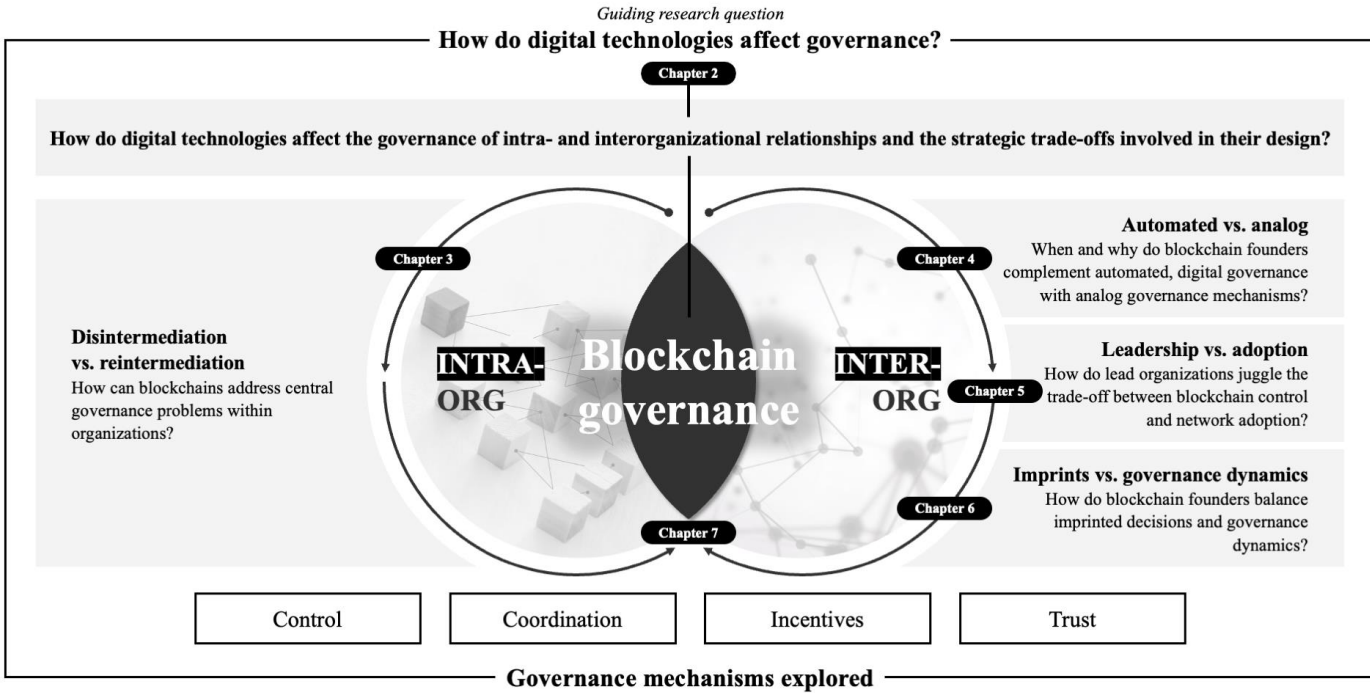 Guiding research question
How do digital technologies affect governance?
Chapter 2
How do digital technologies affect the governance of intra- and interorganizational relationships and the strategic trade-offs involved in their design?
Chapter 3
Disintermediation
vs. reintermediation
How can blockchains address central
governance problems within
organizations?
INTRA-
ORG
Blockchain
governance
INTER-
ORG
Chapter 4
Automated vs. analog
When and why do blockchain founders
complement automated, digital governance
with analog governance mechanisms?
Chapter 5
Leadership vs. adoption
How do lead organizations juggle the
trade-off between blockchain control
and network adoption?
Chapter 6
Imprints vs. governance dynamics
How do blockchain founders balance
imprinted decisions and governance
dynamics?
Chapter 7
Control
Coordination
Incentives
Trust
Governance mechanisms explored